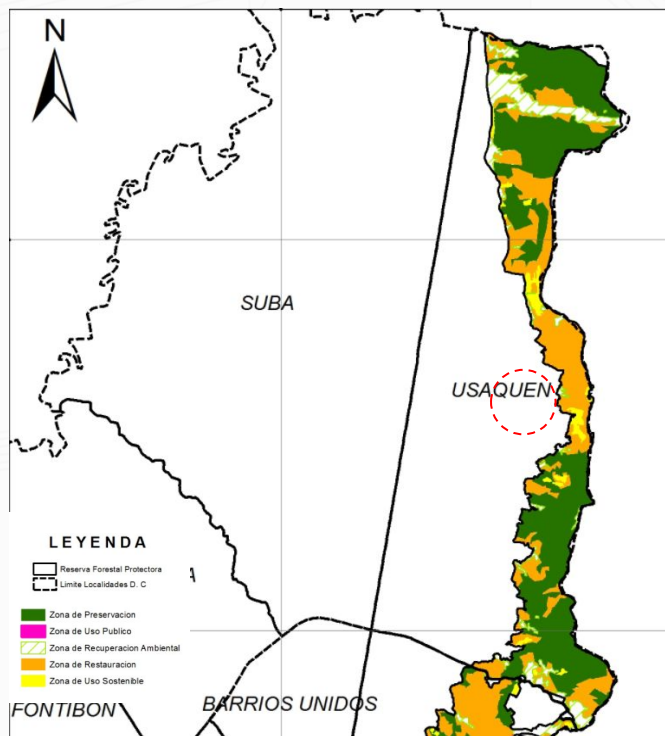 N
SUBA
USAQUEN
LEYENDA
Reserva Forestal Protectora
Limite Localidades D. C
A
Zona de Preservacion
Zona de Uso Publico
Zona de Recuperacion Ambiental
Zona de Restauracion
Zona de Uso Sostenible
FONTIBON
BARRIOS UNIDOS